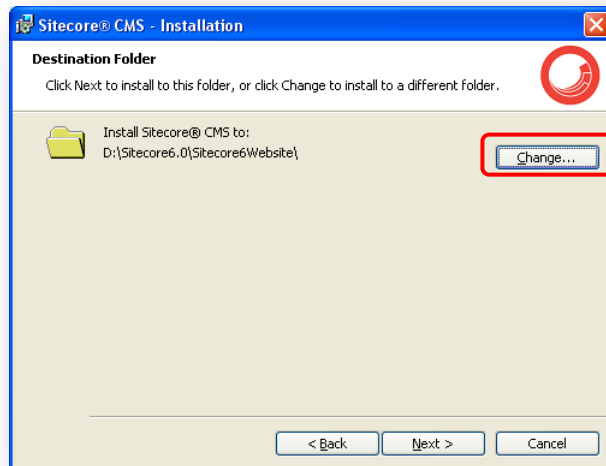 Sitecore® CMS - Installation
Destination Folder
Click Next to install to this folder, or click Change to install to a different folder.
Install Sitecore® CMS to:
D:\Sitecore6.0\Sitecore6Website\
Change...
< Back
Next >
Cancel